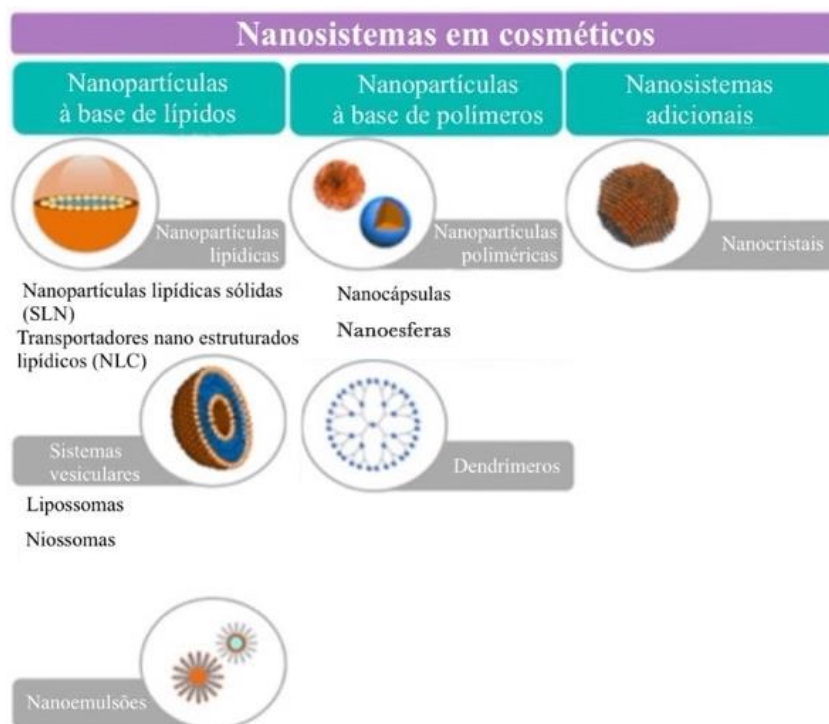 Nanosistemas em cosméticos
Nanopartículas
à base de lípidos
Nanopartículas
à base de polímeros
Nanosistemas
adicionais
Nanopartículas
lipídicas
Nanopartículas
poliméricas
Nanocristais
Nanopartículas lipídicas sólidas
(SLN)
Transportadores nano estruturados
lipídicos (NLC)
Nanocápsulas
Nanoesferas
Sistemas
vesiculares
Dendrímeros
Lipossomas
Niossomas
Nanoemulsões